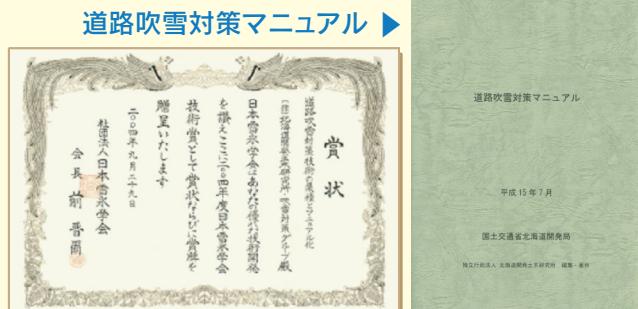 道路吹雪対策マニュアル
賞状
道路吹雪対策技術の蓄積とマニュアル化
(独)北海道開発土木研究所 吹雪対策グループ殿
日本雪氷学会はあなたの優れた技術開発
を讃えここに二〇〇四年度日本雪氷学会
技術賞として賞状ならびに賞牌を
贈呈いたします
二〇〇四年九月二十九日
社団法人日本雪氷学会
会長 前 晋爾
道路吹雪対策マニュアル
平成15年7月
国土交通省北海道開発局
独立行政法人 北海道開発土木研究所 編集・著作